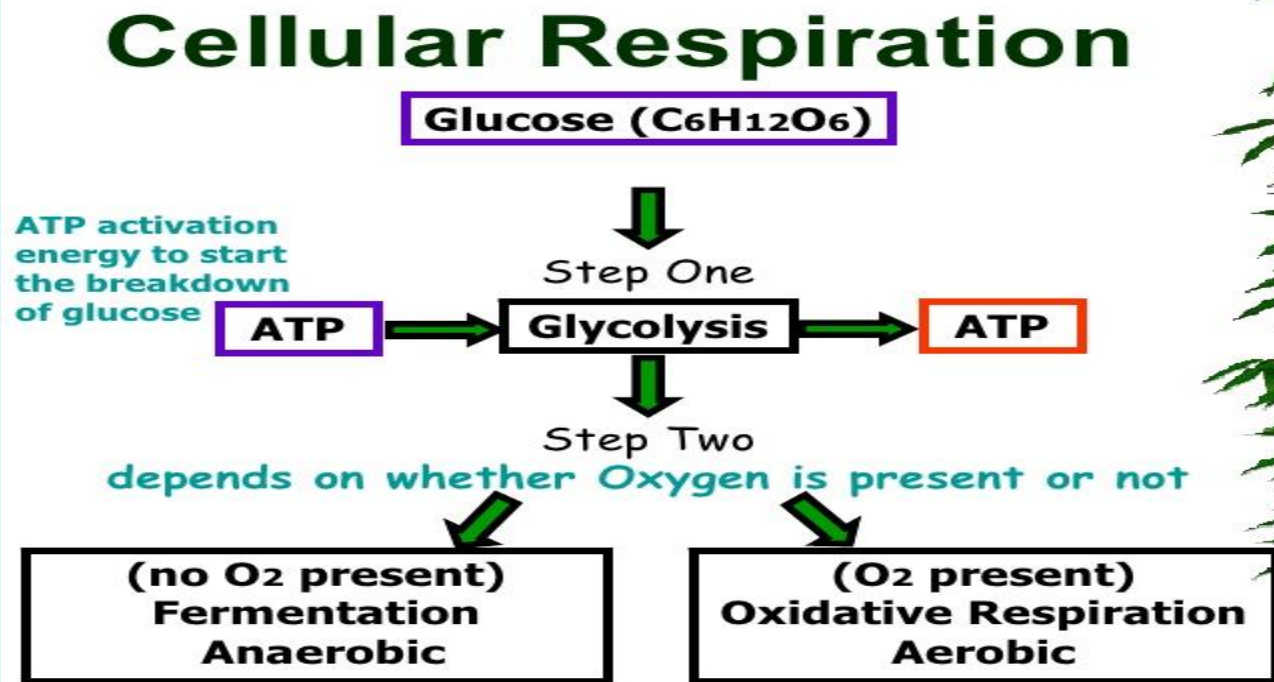 Cellular Respiration
Glucose (C6H12O6)
ATP activation
energy to start
the breakdown
of glucose
Step One
ATP
Glycolysis
ATP
Step Two
depends on whether Oxygen is present or not
(no O2 present)
Fermentation
Anaerobic
(O2 present)
Oxidative Respiration
Aerobic